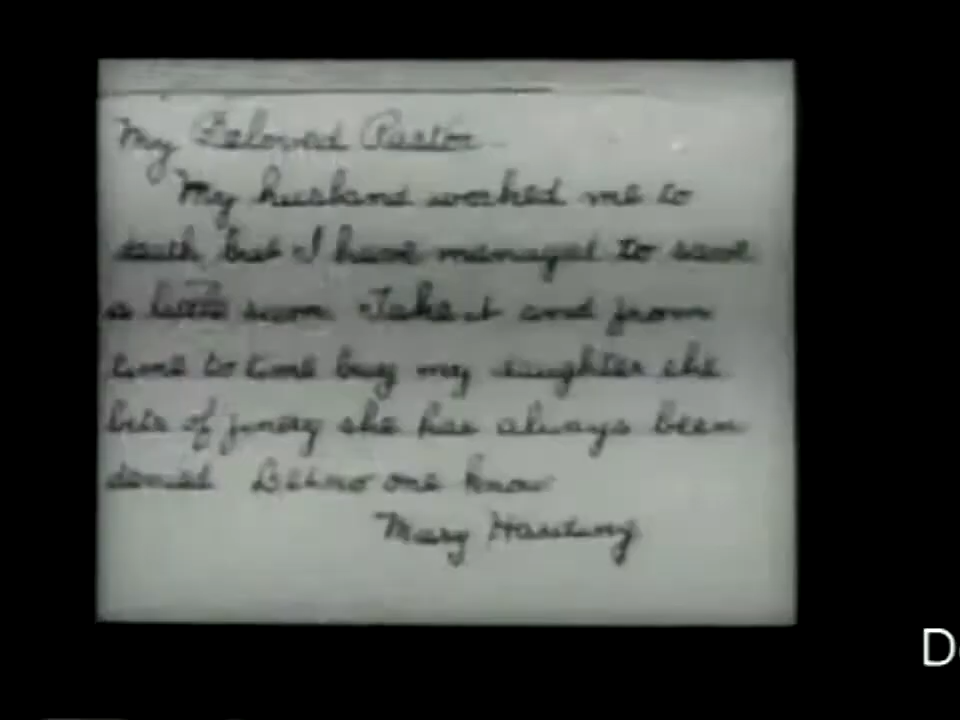 My Beloved Pastor
My husband worked me to
death, but I have managed to save
a little sum. Take it and from
time to time buy my daughter the
bits of finery she has always been
denied. Let no one know
Mary Harding
D